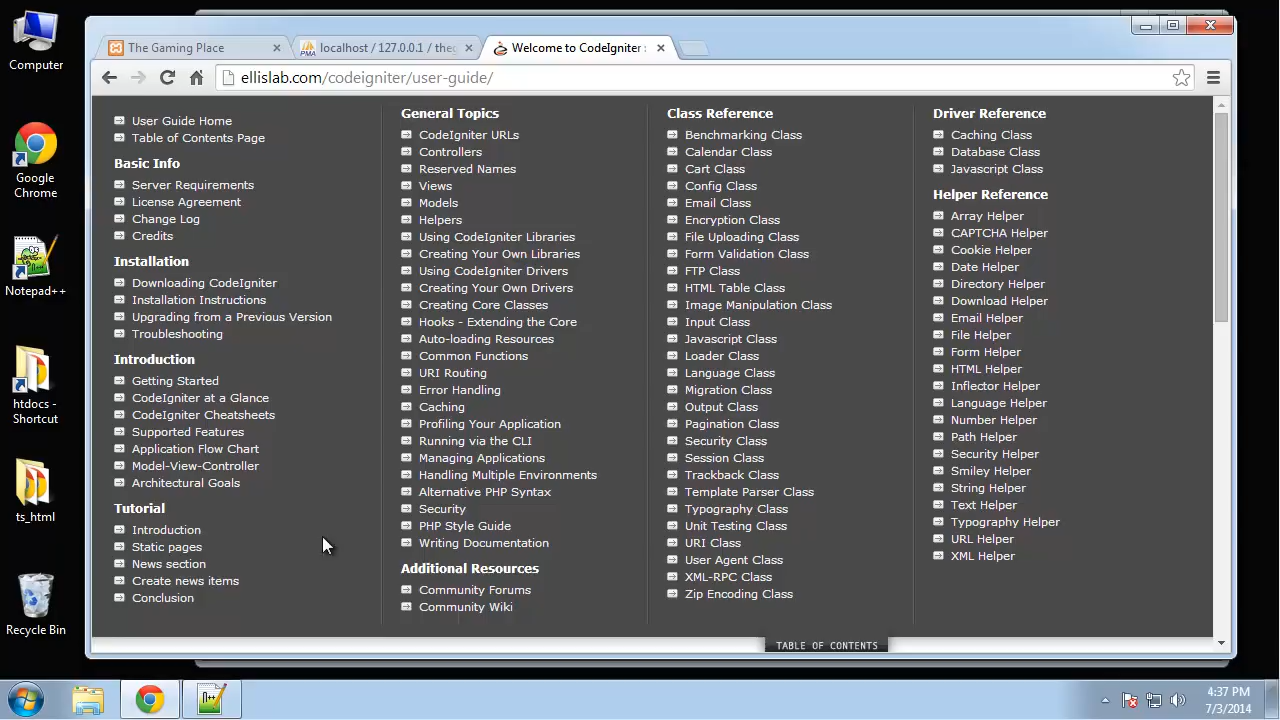 Computer
Google
Chrome
Notepad++
htdocs -
Shortcut
ts_html
Recycle Bin
The Gaming Place
localhost / 127.0.0.1 / theg
Welcome to CodeIgniter :
ellislab.com/codeigniter/user-guide/
User Guide Home
Table of Contents Page
Basic Info
Server Requirements
License Agreement
Change Log
Credits
Installation
Downloading CodeIgniter
Installation Instructions
Upgrading from a Previous Version
Troubleshooting
Introduction
Getting Started
CodeIgniter at a Glance
CodeIgniter Cheatsheets
Supported Features
Application Flow Chart
Model-View-Controller
Architectural Goals
Tutorial
Introduction
Static pages
News section
Create news items
Conclusion
General Topics
CodeIgniter URLs
Controllers
Reserved Names
Views
Models
Helpers
Using CodeIgniter Libraries
Creating Your Own Libraries
Using CodeIgniter Drivers
Creating Your Own Drivers
Creating Core Classes
Hooks - Extending the Core
Auto-loading Resources
Common Functions
URI Routing
Error Handling
Caching
Profiling Your Application
Running via the CLI
Managing Applications
Handling Multiple Environments
Alternative PHP Syntax
Security
PHP Style Guide
Writing Documentation
Additional Resources
Community Forums
Community Wiki
Class Reference
Benchmarking Class
Calendar Class
Cart Class
Config Class
Email Class
Encryption Class
File Uploading Class
Form Validation Class
FTP Class
HTML Table Class
Image Manipulation Class
Input Class
Javascript Class
Loader Class
Language Class
Migration Class
Output Class
Pagination Class
Security Class
Session Class
Trackback Class
Template Parser Class
Typography Class
Unit Testing Class
URI Class
User Agent Class
XML-RPC Class
Zip Encoding Class
Driver Reference
Caching Class
Database Class
Javascript Class
Helper Reference
Array Helper
CAPTCHA Helper
Cookie Helper
Date Helper
Directory Helper
Download Helper
Email Helper
File Helper
Form Helper
HTML Helper
Inflector Helper
Language Helper
Number Helper
Path Helper
Security Helper
Smiley Helper
String Helper
Text Helper
Typography Helper
URL Helper
XML Helper
TABLE OF CONTENTS
4:37 PM
7/3/2014